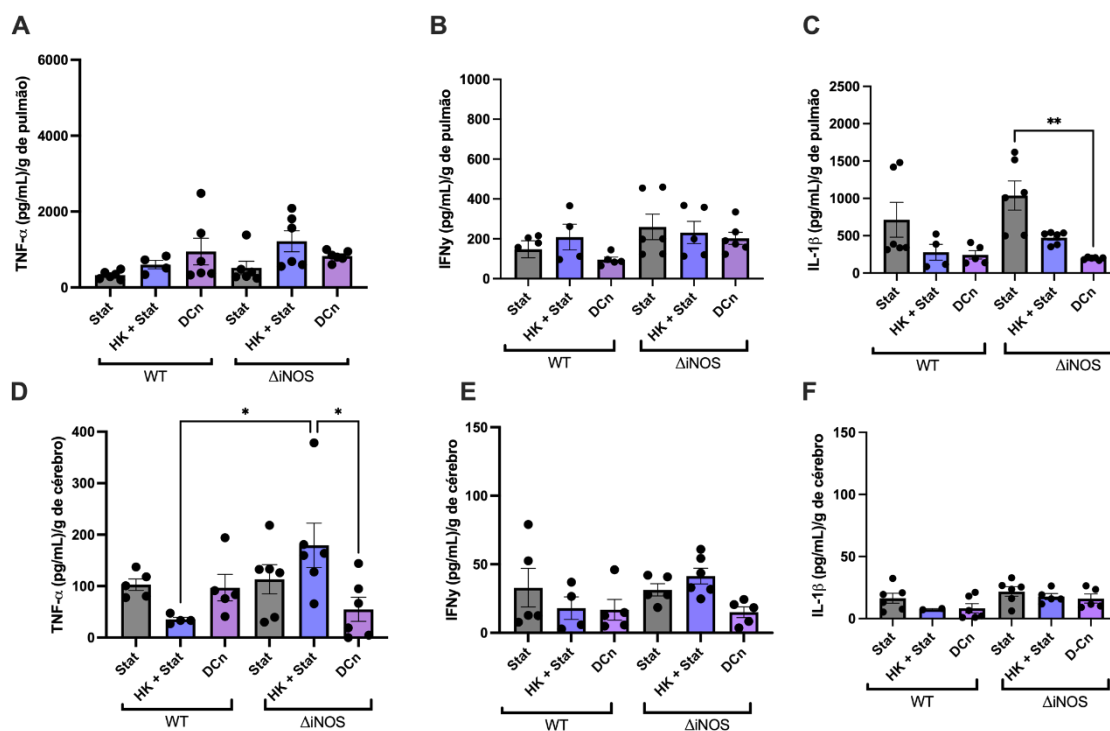 A
TNF-α (pg/mL)/g de pulmão)
6000
4000
2000
0
Stat
HK + Stat
DCn
Stat
HK + Stat
DCn
WT
ΔiNOS
B
IFNy (pg/mL)/g de pulmão
1000
800
600
400
200
0
Stat
HK + Stat
DCn
Stat
HK + Stat
DCn
WT
ΔiNOS
C
IL-1β (pg/mL)/g de pulmão
2500
2000
1500
1000
500
0
**
Stat
HK + Stat
DCn
Stat
HK + Stat
DCn
WT
ΔiNOS
D
TNF-α (pg/mL)/g de cérebro
400
300
200
100
0
*
*
Stat
HK + Stat
DCn
Stat
HK + Stat
DCn
WT
ΔiNOS
E
IFNy (pg/mL)/g de cérebro
150
100
50
0
Stat
HK + Stat
DCn
Stat
HK + Stat
DCn
WT
ΔiNOS
F
IL-1β (pg/mL)/g de cérebro
150
100
50
0
Stat
HK + Stat
DCn
Stat
HK + Stat
D-Cn
WT
ΔiNOS